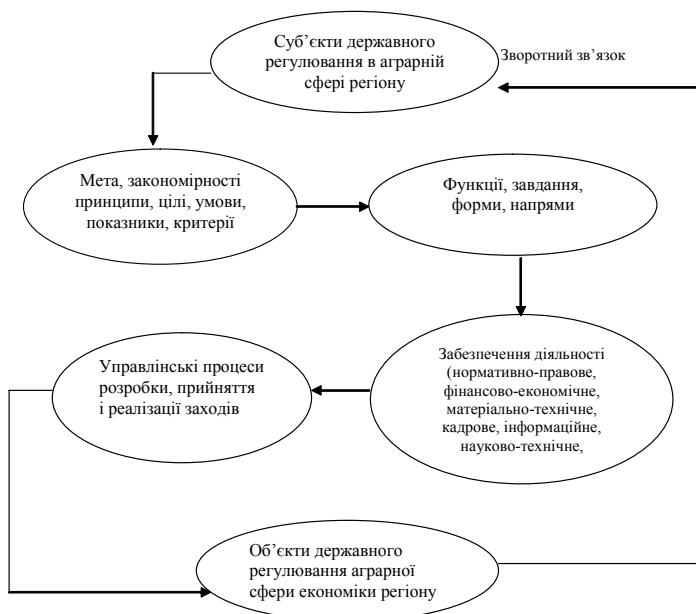 Суб’єкти державного
регулювання в аграрній
сфері регіону
Зворотний зв’язок
Мета, закономірності
принципи, цілі, умови,
показники, критерії
Функції, завдання,
форми, напрями
Забезпечення діяльності
(нормативно-правове,
фінансово-економічне,
матеріально-технічне,
кадрове, інформаційне,
науково-технічне,
Управлінські процеси
розробки, прийняття
і реалізації заходів
Об’єкти державного
регулювання аграрної
сфери економіки регіону